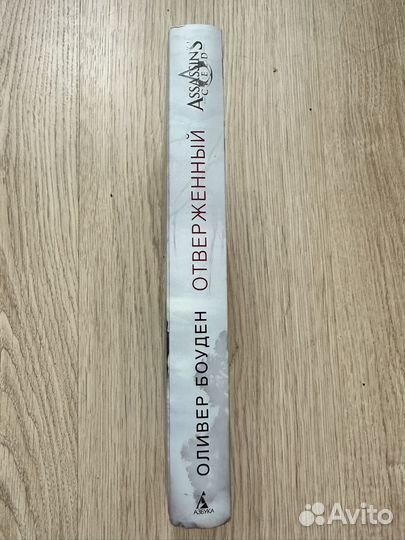 ASSASSIN'S
CREED
ОТВЕРЖЕННЫЙ
ОЛИВЕР БОУДЕН
АЗБУКА
Avito